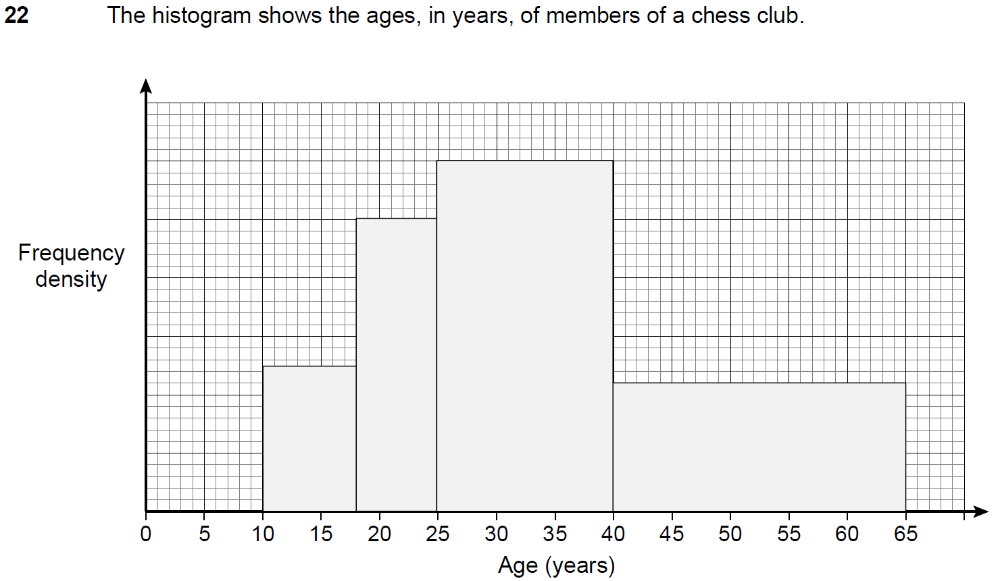 22 The histogram shows the ages, in years, of members of a chess club.
Frequency
density
0 5 10 15 20 25 30 35 40 45 50 55 60 65
Age (years)